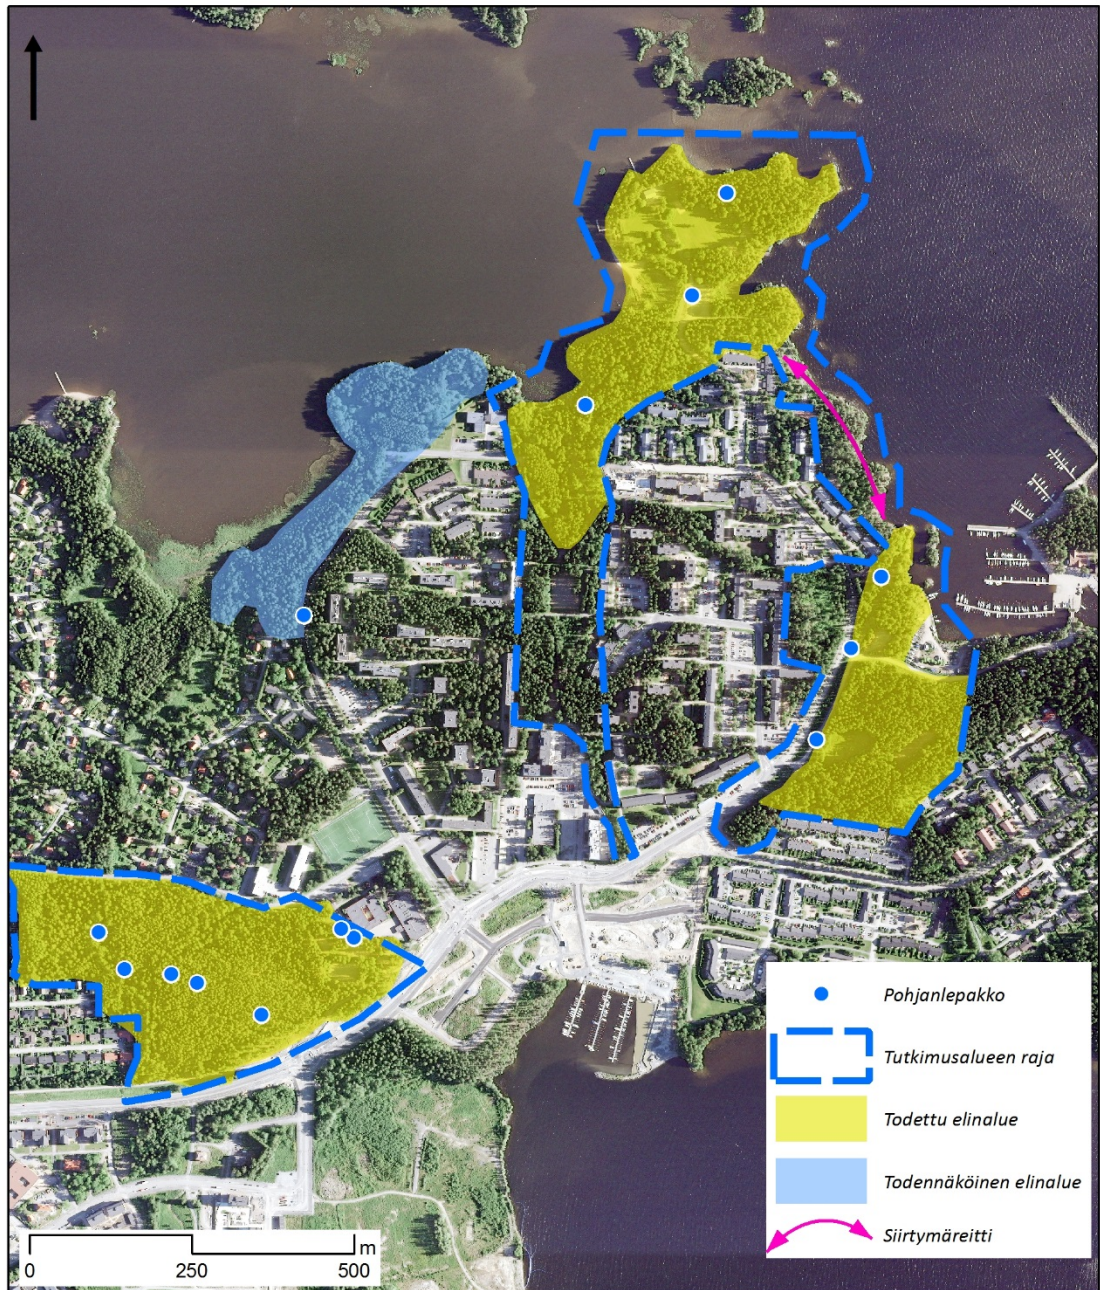 Pohjanlepakko
Tutkimusalueen raja
Todettu elinalue
Todennäköinen elinalue
Siirtymäreitti
m
0 250 500